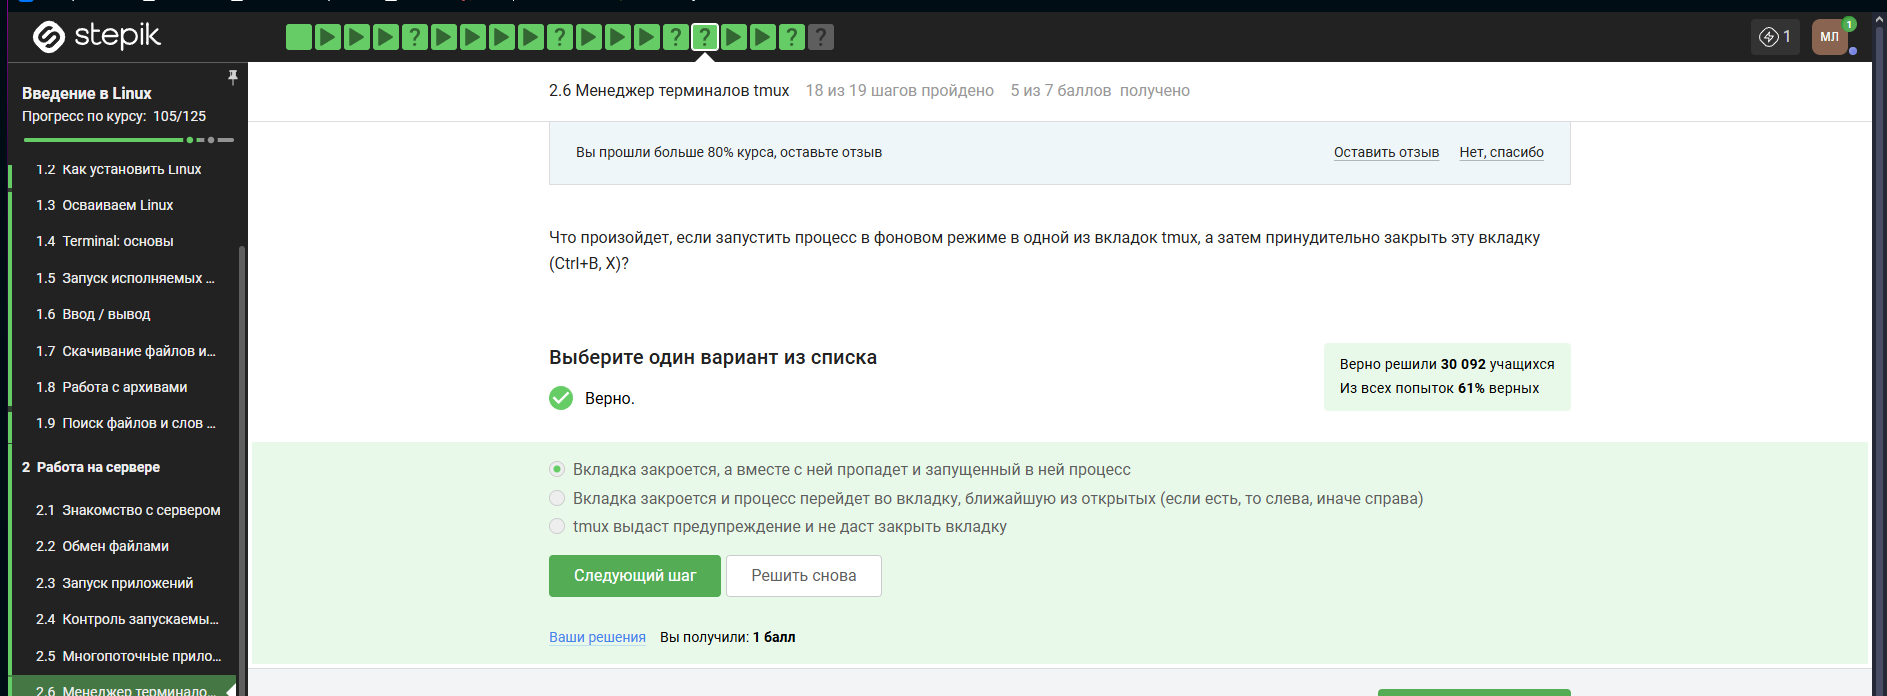 stepik
?
?
?
?
?
?
1
МЛ
1
Введение в Linux
Прогресс по курсу: 105/125
1.2 Как установить Linux
1.3 Осваиваем Linux
1.4 Terminal: основы
1.5 Запуск исполняемых ...
1.6 Ввод / вывод
1.7 Скачивание файлов и...
1.8 Работа с архивами
1.9 Поиск файлов и слов ...
2 Работа на сервере
2.1 Знакомство с сервером
2.2 Обмен файлами
2.3 Запуск приложений
2.4 Контроль запускаемы...
2.5 Многопоточные прило...
2.6 Менеджер терминало...
2.6 Менеджер терминалов tmux 18 из 19 шагов пройдено 5 из 7 баллов получено
Вы прошли больше 80% курса, оставьте отзыв
Оставить отзыв Нет, спасибо
Что произойдет, если запустить процесс в фоновом режиме в одной из вкладок tmux, а затем принудительно закрыть эту вкладку
(Ctrl+B, X)?
Выберите один вариант из списка
Верно.
Верно решили 30 092 учащихся
Из всех попыток 61% верных
Вкладка закроется, а вместе с ней пропадет и запущенный в ней процесс
Вкладка закроется и процесс перейдет во вкладку, ближайшую из открытых (если есть, то слева, иначе справа)
tmux выдаст предупреждение и не даст закрыть вкладку
Следующий шаг Решить снова
Ваши решения Вы получили: 1 балл